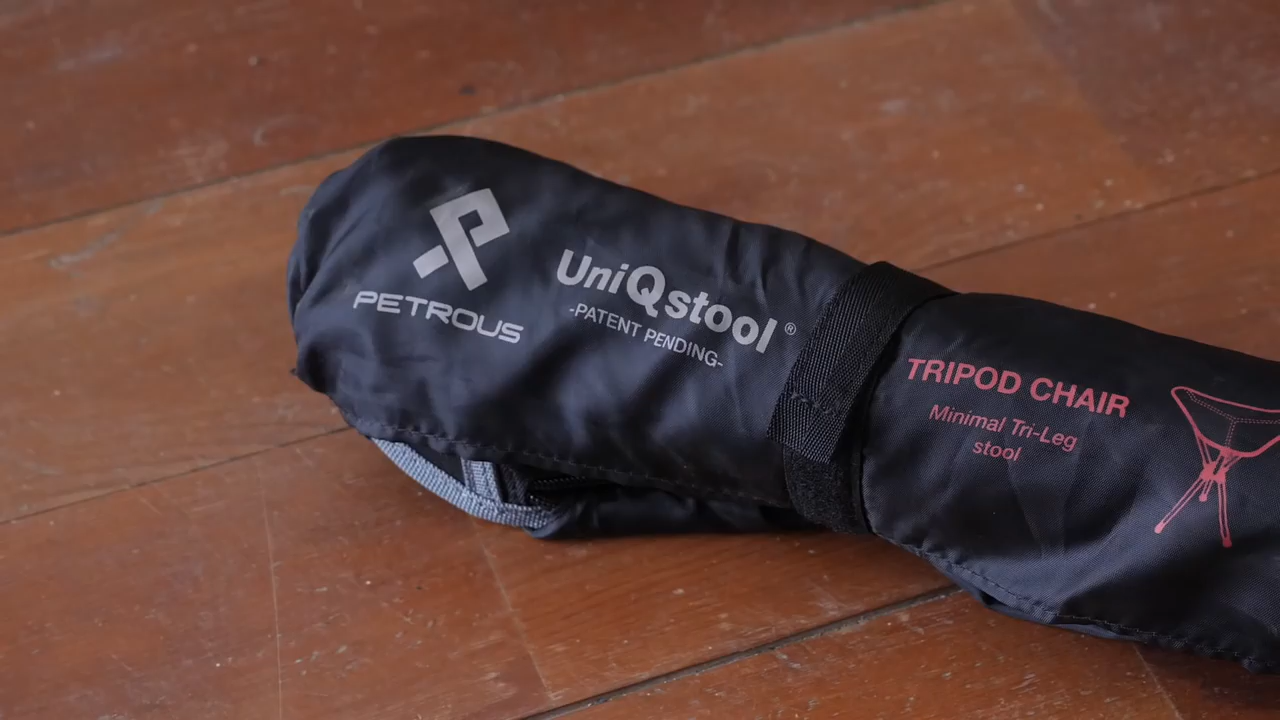 PETROUS
UniQstool®
-PATENT PENDING-
TRIPOD CHAIR
Minimal Tri-Leg
stool